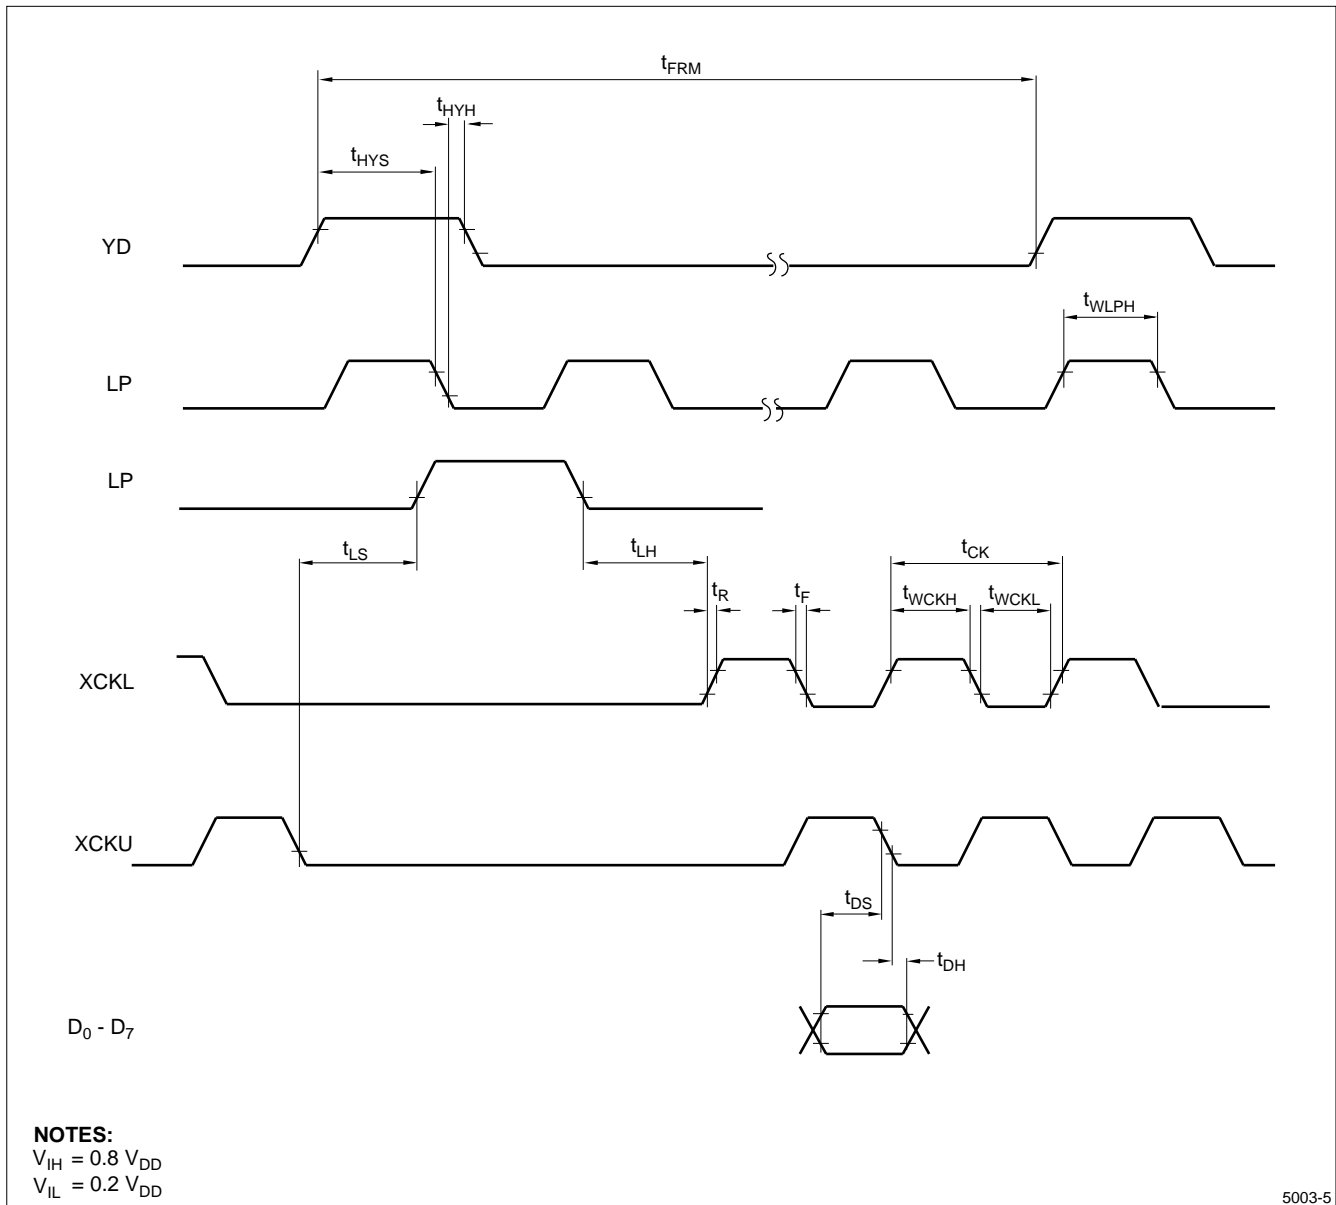 tFRM
tHYH
tHYS
YD
tWLPH
LP
LP
tLS
tLH
tCK
tR
tF
tWCKH
tWCKL
XCKL
XCKU
tDS
tDH
D0 - D7
NOTES:
VIH = 0.8 VDD
VIL = 0.2 VDD
5003-5